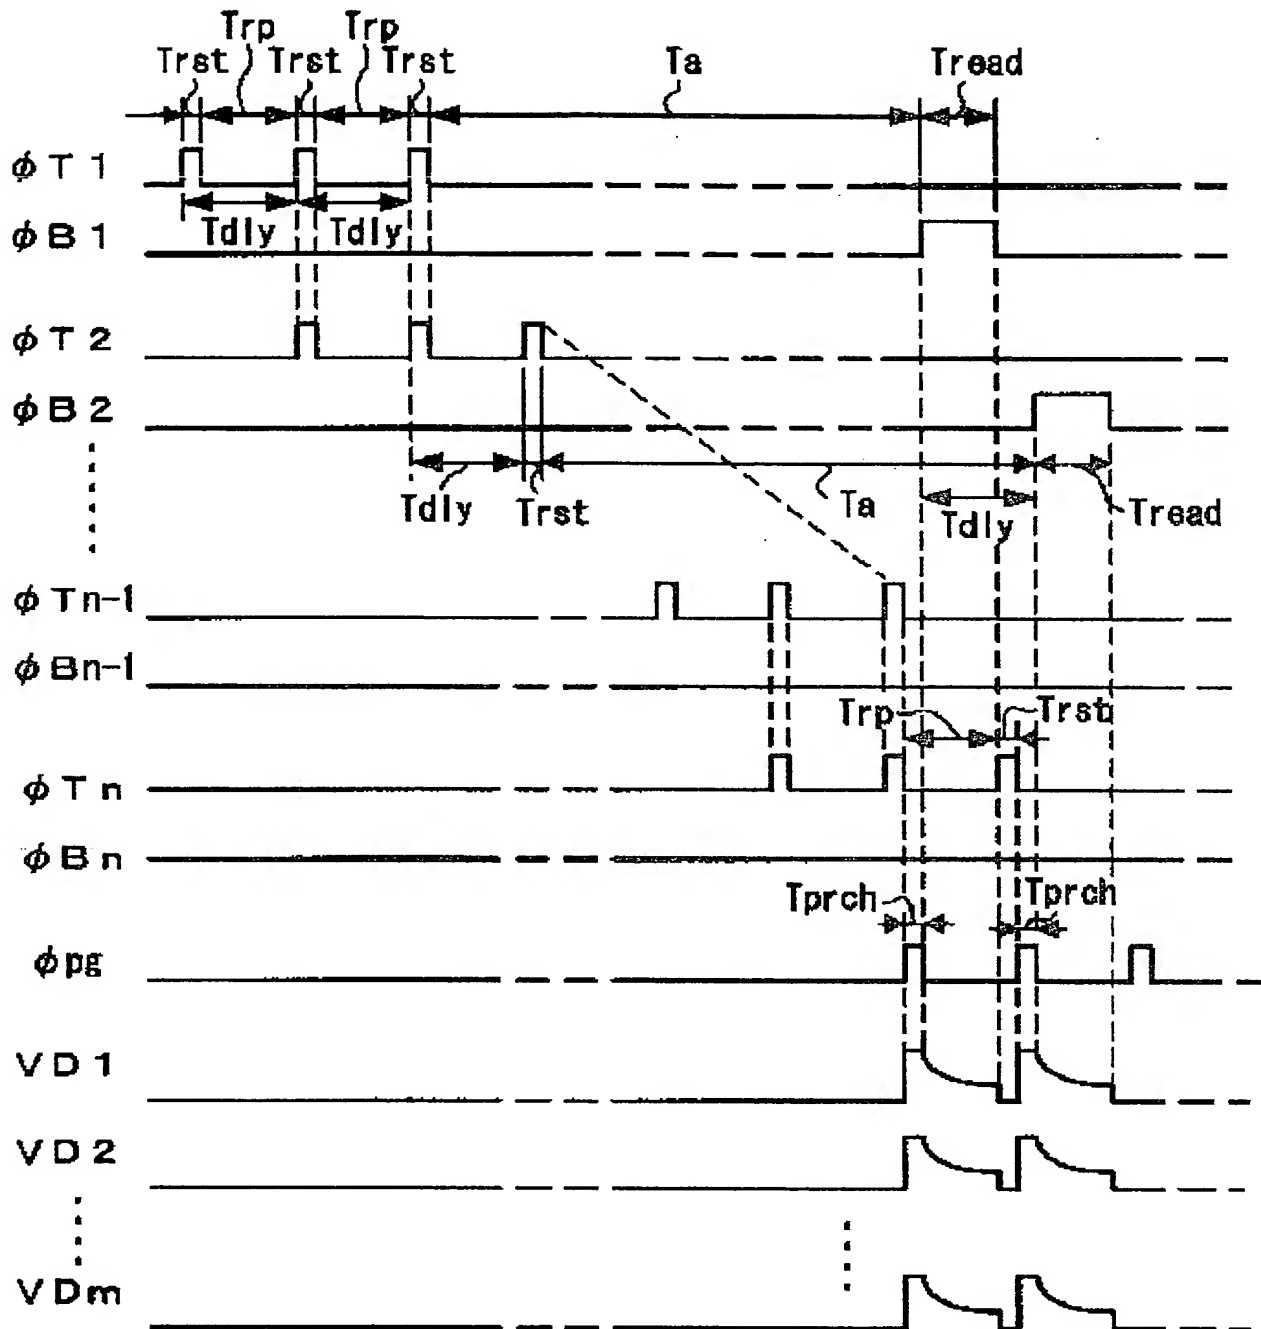 Trp Trp
Trst Trst Trst Ta Tread
φT1
Tdly Tdly
φB1
φT2
φB2
Tdly Trst Ta Tdly Tread
φTn-1
φBn-1
Trp Trst
φTn
φBn
Tprch Tprch
φpg
VD1
VD2
VDm